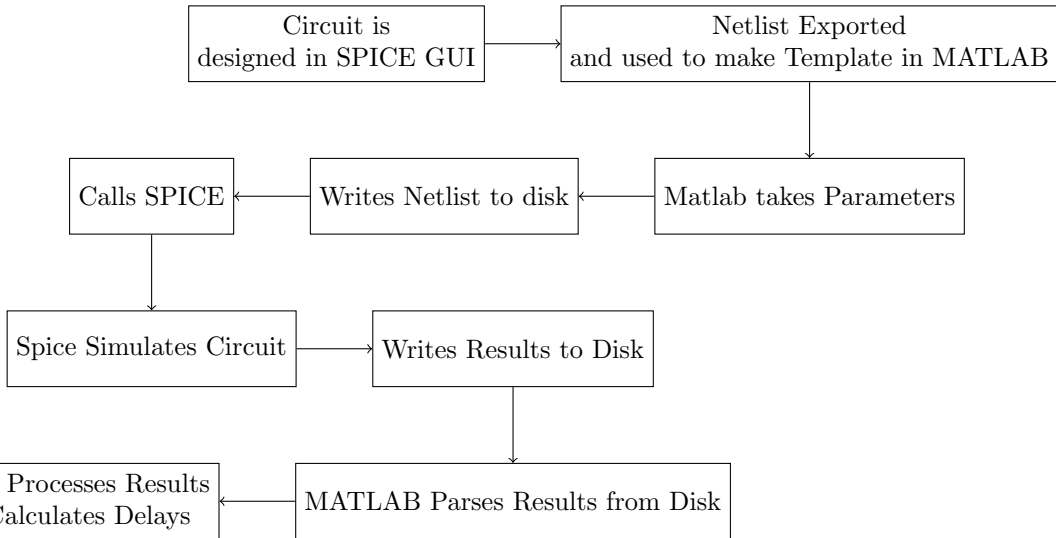 Circuit is
designed in SPICE GUI
Netlist Exported
and used to make Template in MATLAB
Calls SPICE
Writes Netlist to disk
Matlab takes Parameters
Spice Simulates Circuit
Writes Results to Disk
Processes Results
Calculates Delays
MATLAB Parses Results from Disk